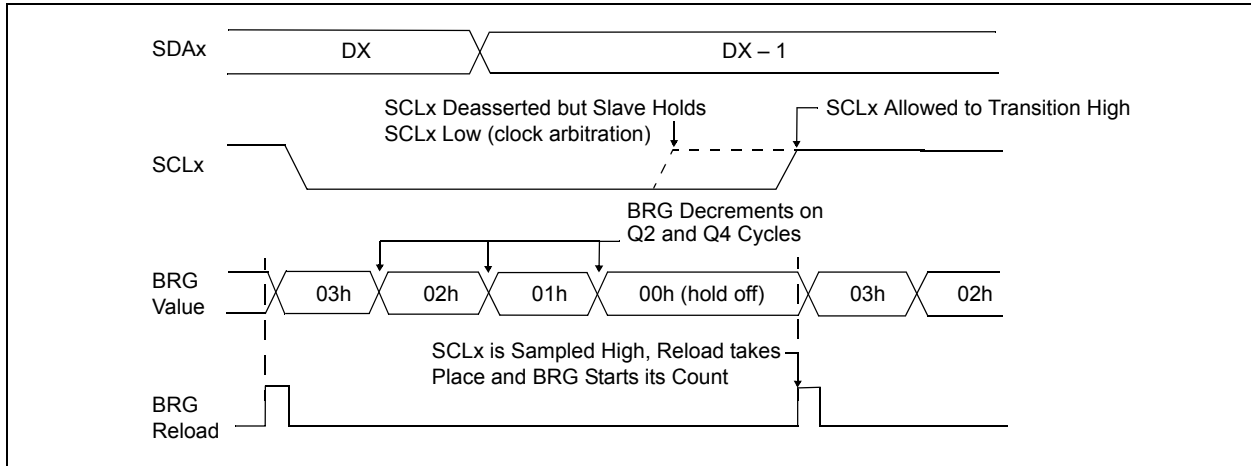 SDAx
DX
DX – 1
SCLx Deasserted but Slave Holds
SCLx Low (clock arbitration)
SCLx Allowed to Transition High
SCLx
BRG Decrements on
Q2 and Q4 Cycles
BRG
Value
03h
02h
01h
00h (hold off)
03h
02h
SCLx is Sampled High, Reload takes
Place and BRG Starts its Count
BRG
Reload